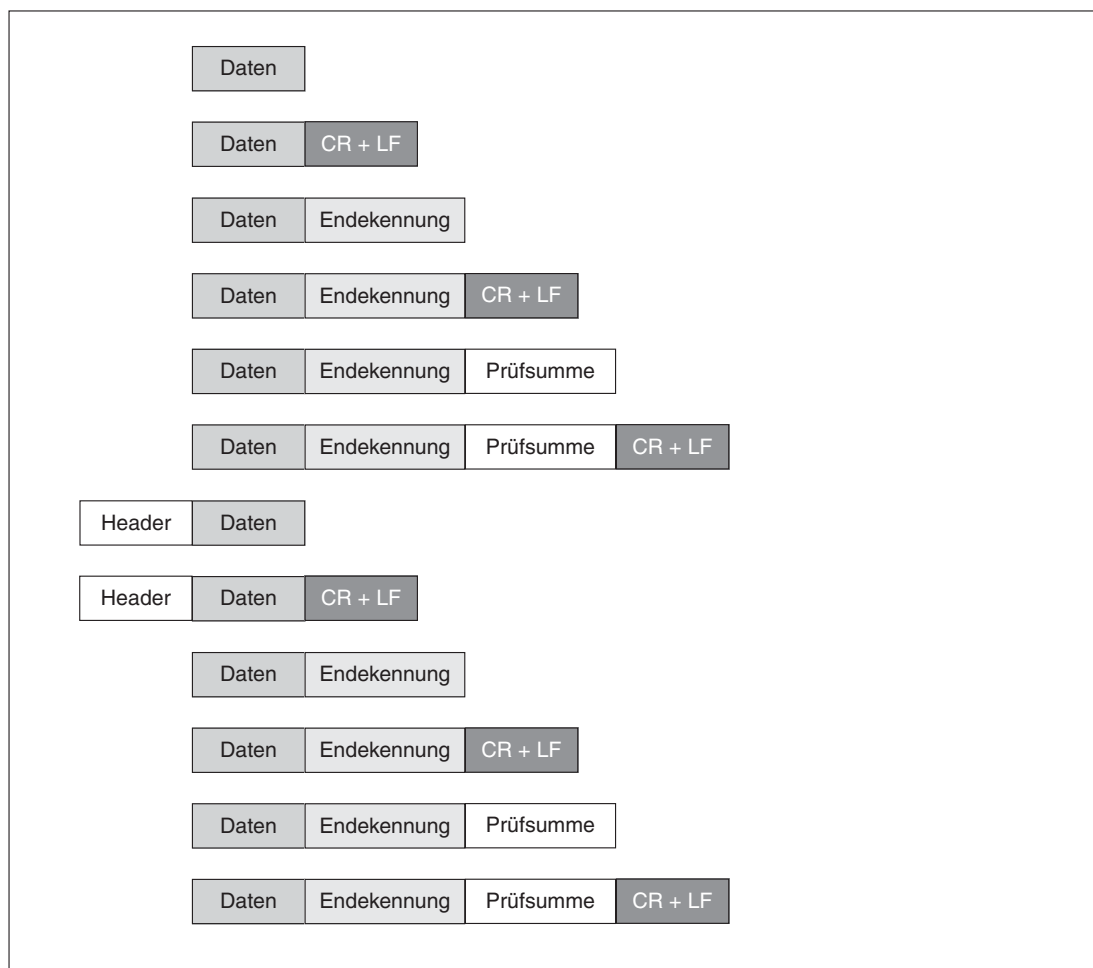 Daten
Daten CR + LF
Daten Endekennung
Daten Endekennung CR + LF
Daten Endekennung Prüfsumme
Daten Endekennung Prüfsumme CR + LF
Header Daten
Header Daten CR + LF
Daten Endekennung
Daten Endekennung CR + LF
Daten Endekennung Prüfsumme
Daten Endekennung Prüfsumme CR + LF